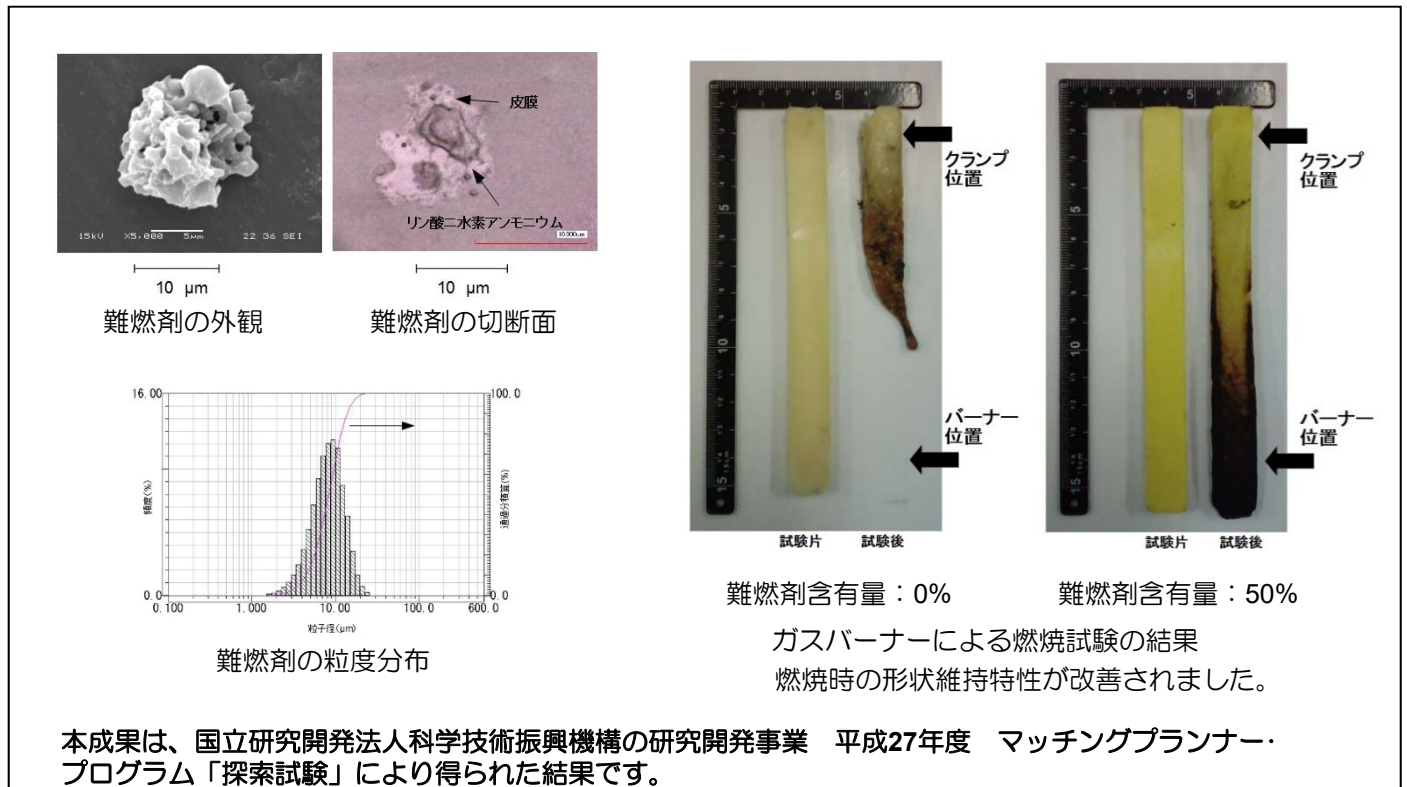 皮膜
リン酸二水素アンモニウム
10.000um
15kV X5,000 5μm 22 36 SEI
10 μm
10 μm
難燃剤の外観
難燃剤の切断面
16.00
100.0
頻度(%)
通過分積算(%)
0.0
0.0
0.100 1.000 10.00 100.0 600.0
粒子径(μm)
難燃剤の粒度分布
クランプ
位置
バーナー
位置
試験片 試験後
難燃剤含有量：0%
クランプ
位置
バーナー
位置
試験片 試験後
難燃剤含有量：50%
ガスバーナーによる燃焼試験の結果
燃焼時の形状維持特性が改善されました。
本成果は、国立研究開発法人科学技術振興機構の研究開発事業　平成27年度　マッチングプランナー・
プログラム「探索試験」により得られた結果です。